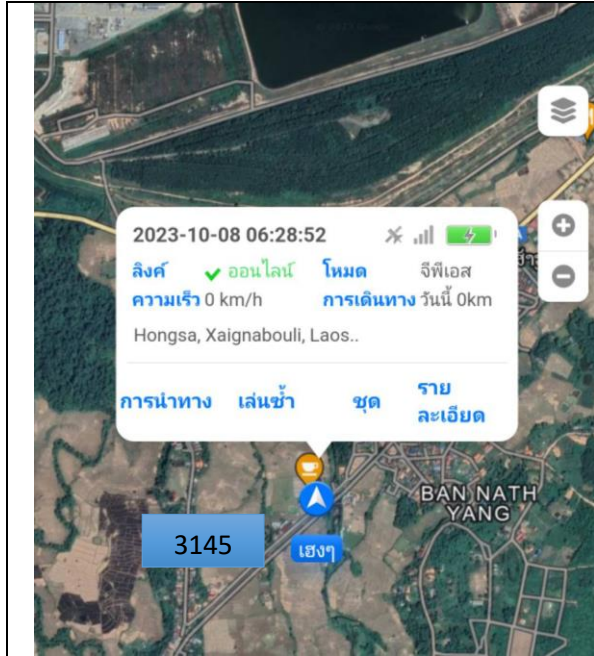 2023-10-08 06:28:52
ลิงค์ ออนไลน์ โหมด จีพีเอส
ความเร็ว 0 km/h การเดินทาง วันนี้ 0km
Hongsa, Xaignabouli, Laos..
การนำทาง เล่นซ้ำ ชุด ราย
ละเอียด
BAN NATH
YANG
3145
เฮงๆ